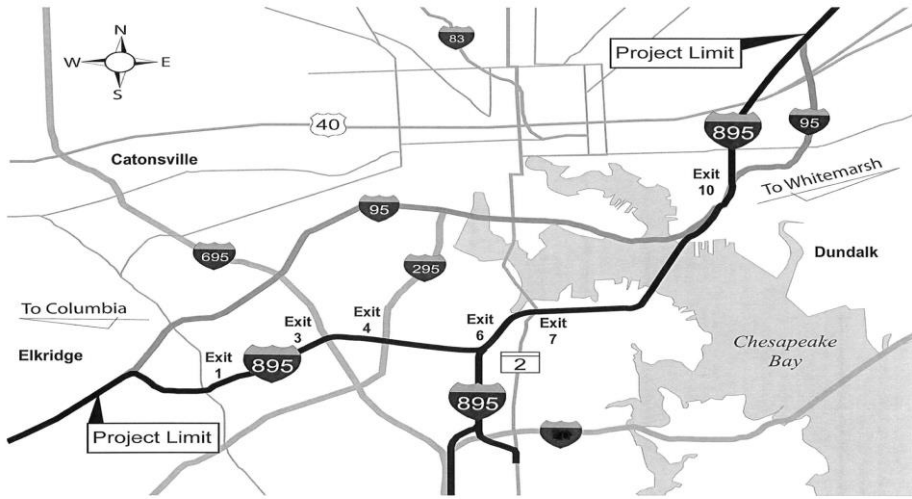 83
Project Limit
N
W E
S
40
895
95
Catonsville
Exit
10
To Whitemarsh
95
695
295
Dundalk
To Columbia
Exit
3
Exit
4
Exit
6
Exit
7
Chesapeake
Bay
Elkridge
Exit
1
895
2
895
Project Limit